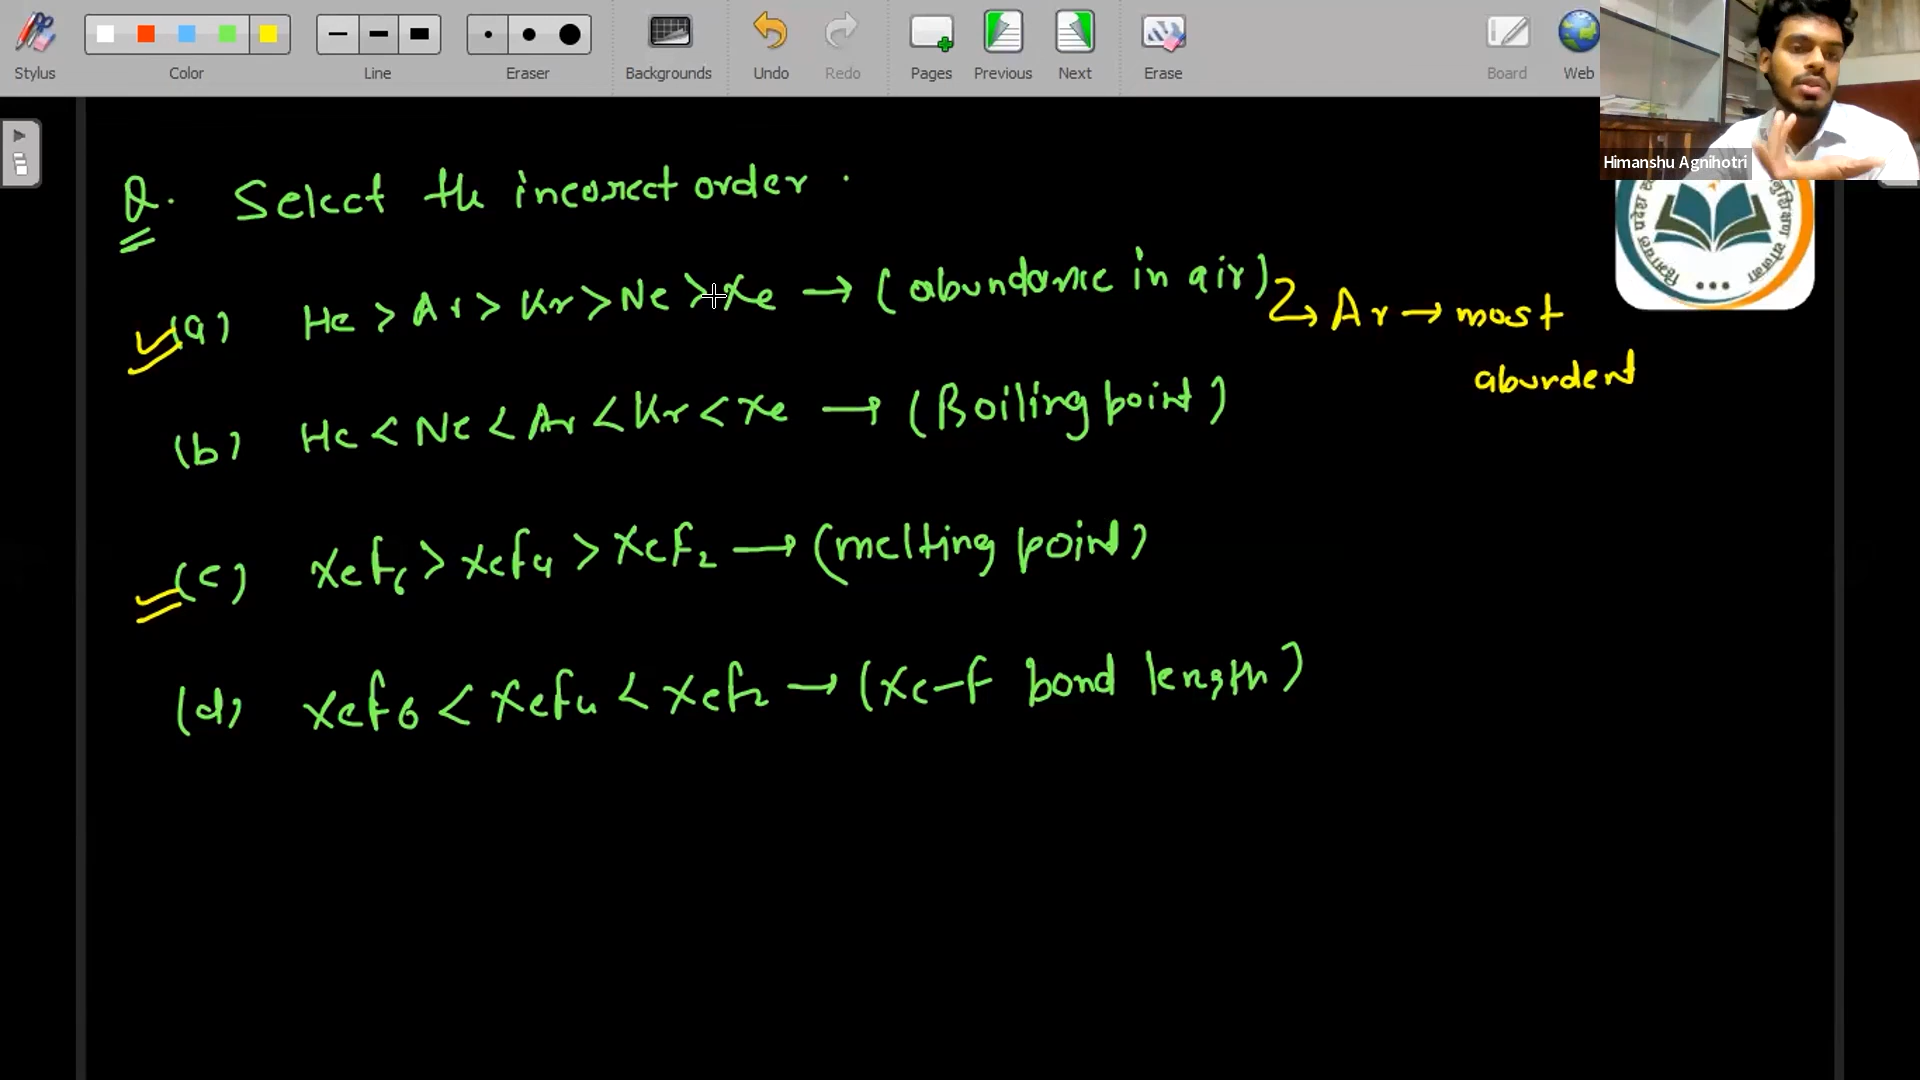 Stylus Color Line Eraser Backgrounds Undo Redo Pages Previous Next Erase Board Web
Himanshu Agnihotri
Q. Select the incorrect order.
(a) He > Ar > Kr > Ne > Xe → (abundance in air) → Ar → most
abundent
(b) He < Ne < Ar < Kr < Xe → (Boiling point)
(c) XeF6 > XeF4 > XeF2 → (melting point)
(d) XeF6 < XeF4 < XeF2 → (Xe-F bond length)